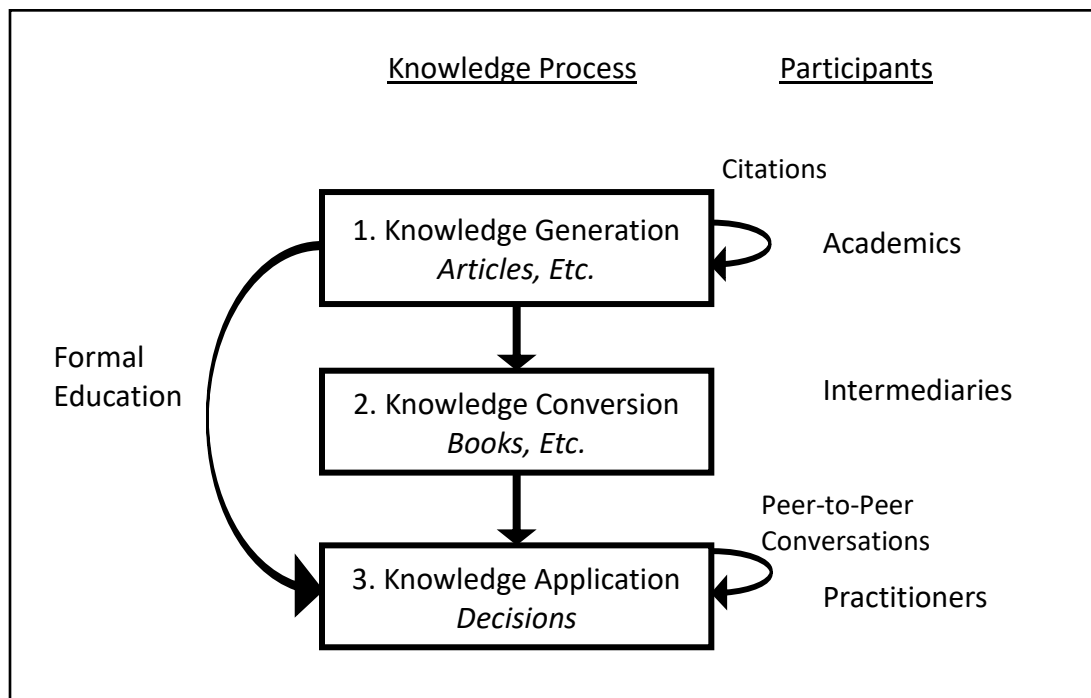 Knowledge Process
Participants
Citations
1. Knowledge Generation
Articles, Etc.
Academics
Formal
Education
2. Knowledge Conversion
Books, Etc.
Intermediaries
Peer-to-Peer
Conversations
3. Knowledge Application
Decisions
Practitioners